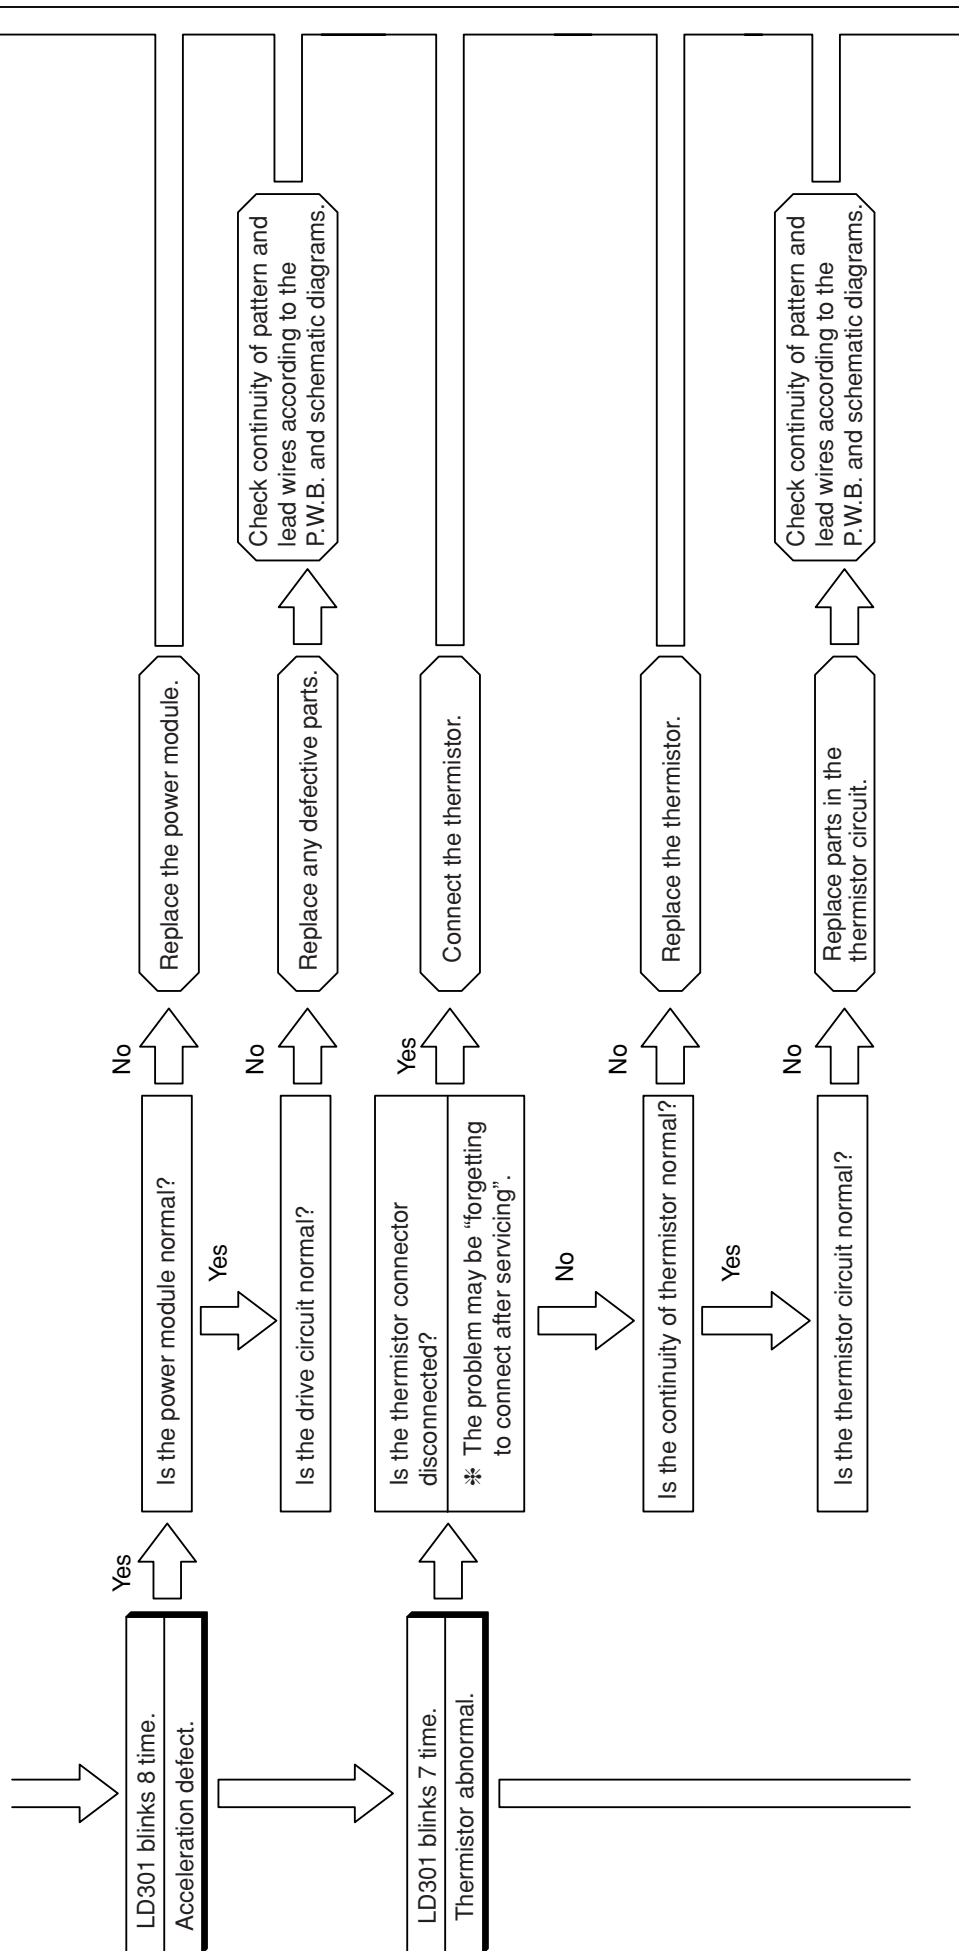 LD301 blinks 8 time.
Acceleration defect.
Yes
Is the power module normal?
No
Replace the power module.
Yes
Is the drive circuit normal?
No
Replace any defective parts.
Check continuity of pattern and
lead wires according to the
P.W.B. and schematic diagrams.
LD301 blinks 7 time.
Thermistor abnormal.
Is the thermistor connector
disconnected?
❉ The problem may be “forgetting
to connect after servicing”.
Yes
Connect the thermistor.
No
Is the continuity of thermistor normal?
No
Replace the thermistor.
Yes
Is the thermistor circuit normal?
No
Replace parts in the
thermistor circuit.
Check continuity of pattern and
lead wires according to the
P.W.B. and schematic diagrams.